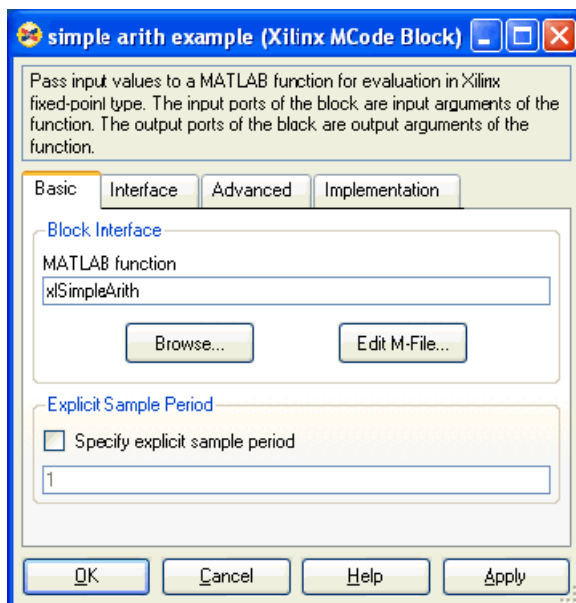 simple arith example (Xilinx MCode Block)
Pass input values to a MATLAB function for evaluation in Xilinx
fixed-point type. The input ports of the block are input arguments of the
function. The output ports of the block are output arguments of the
function.
Basic Interface Advanced Implementation
Block Interface
MATLAB function
xlSimpleArith
Browse... Edit M-File...
Explicit Sample Period
Specify explicit sample period
1
OK Cancel Help Apply